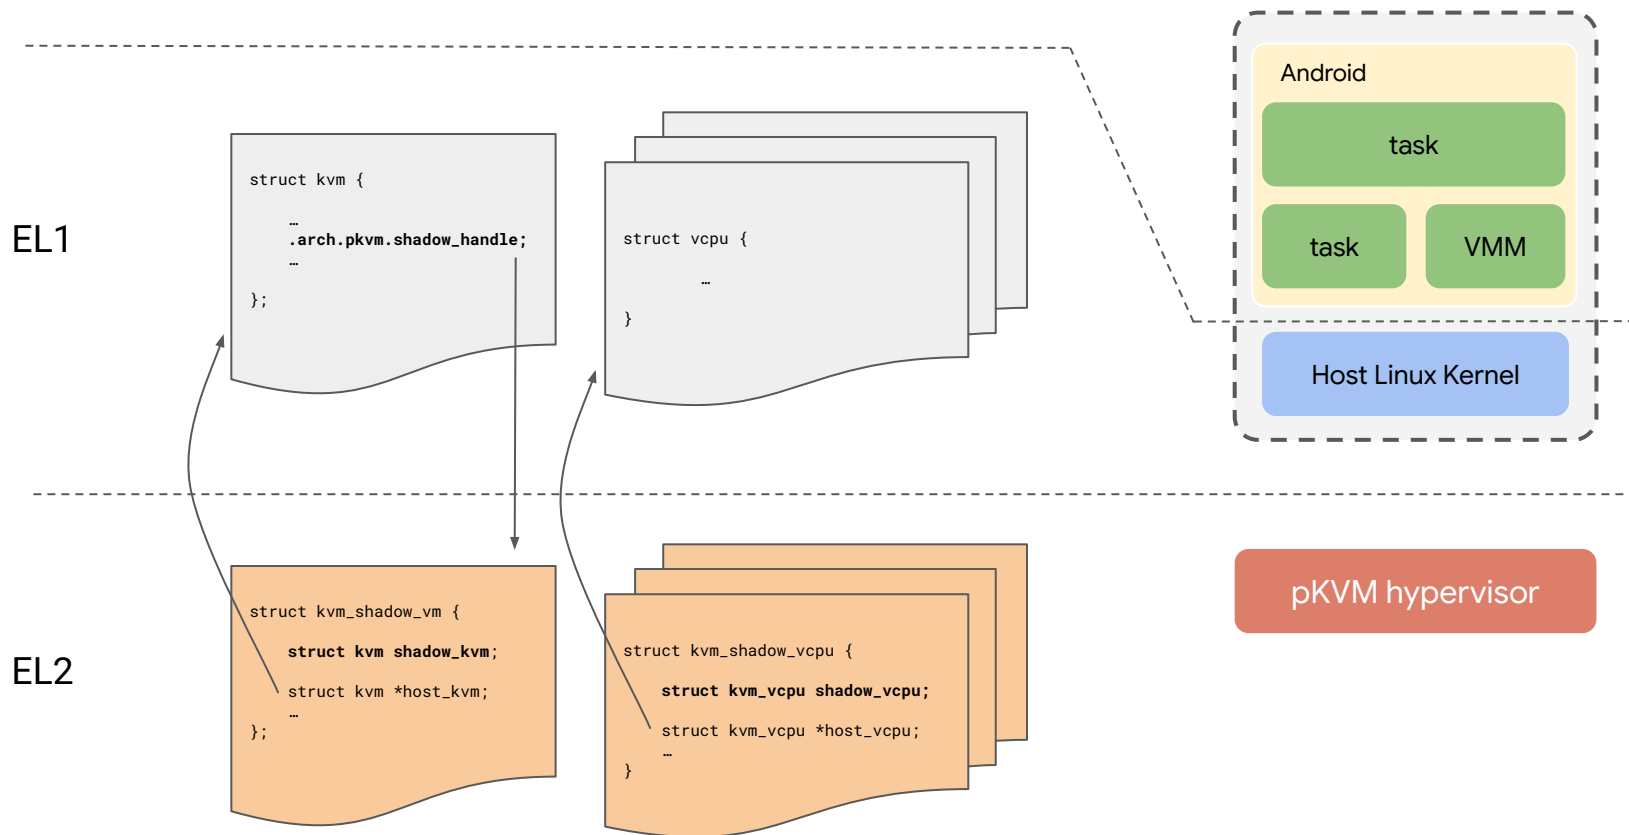 EL1
struct kvm {
…
.arch.pkvm.shadow_handle;
…
};
struct vcpu {
…
}
Android
task
task
VMM
Host Linux Kernel
EL2
struct kvm_shadow_vm {
struct kvm shadow_kvm;
struct kvm *host_kvm;
…
};
struct kvm_shadow_vcpu {
struct kvm_vcpu shadow_vcpu;
struct kvm_vcpu *host_vcpu;
…
}
pKVM hypervisor